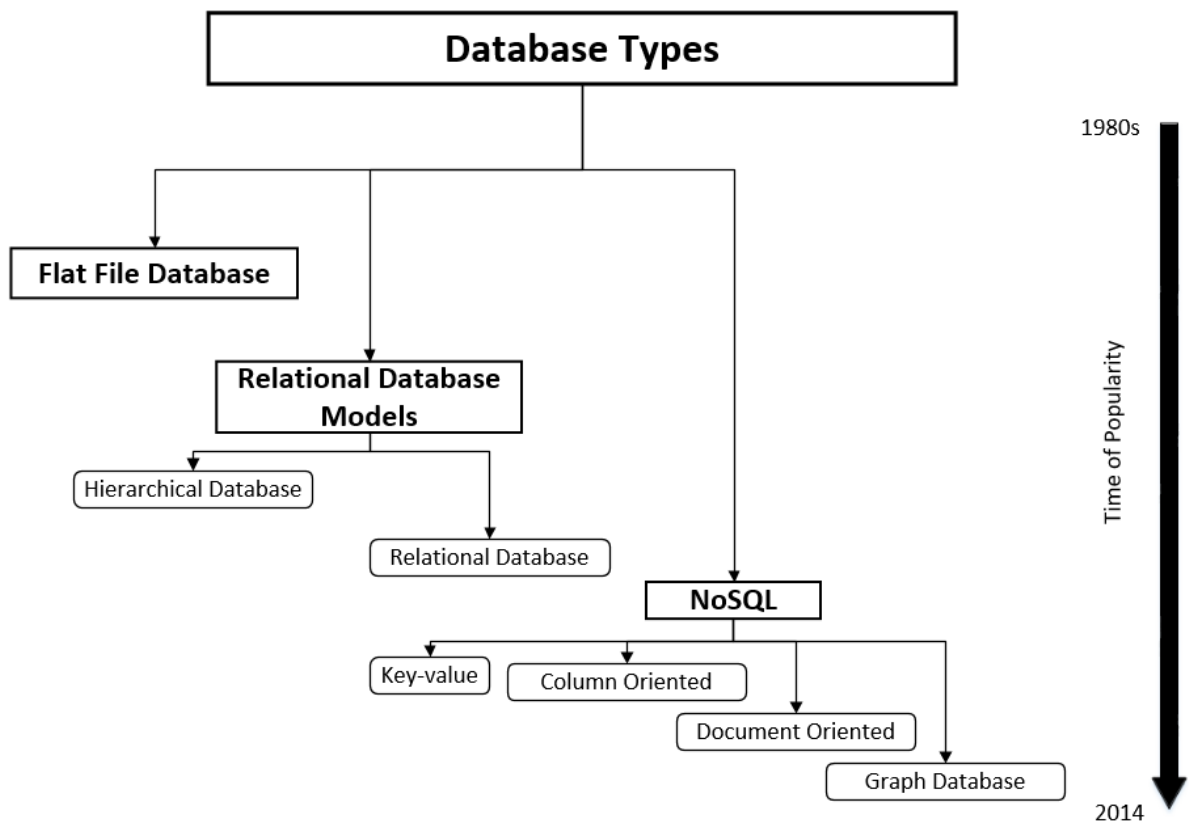 Database Types
1980s
Flat File Database
Relational Database
Models
Time of Popularity
Hierarchical Database
Relational Database
NoSQL
Key-value
Column Oriented
Document Oriented
Graph Database
2014